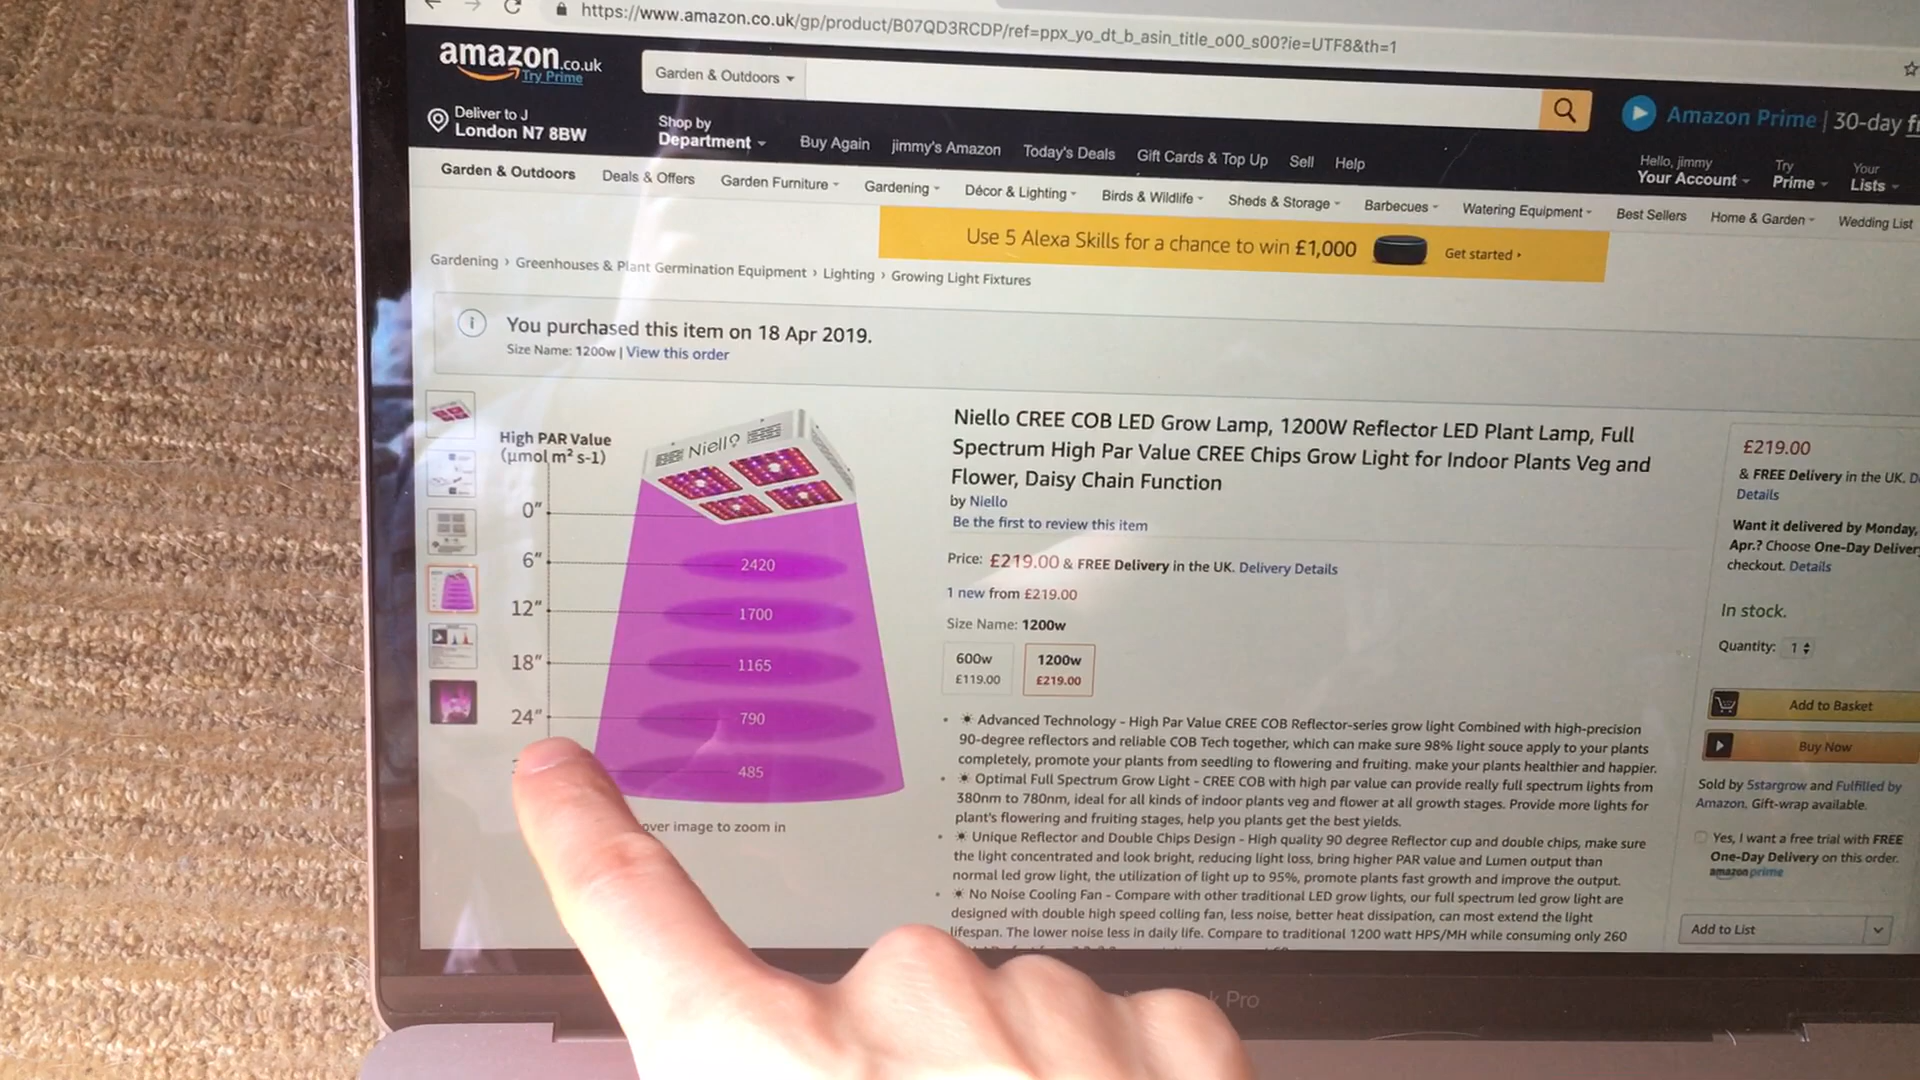 https://www.amazon.co.uk/gp/product/B07QD3RCDP/ref=ppx_yo_dt_b_asin_title_o00_s00?ie=UTF8&th=1
amazon.co.uk
Try Prime
Garden & Outdoors
Amazon Prime | 30-day
Deliver to J
London N7 8BW
Shop by
Department
Buy Again
jimmy's Amazon
Today's Deals
Gift Cards & Top Up
Sell
Help
Hello, jimmy
Your Account
Try
Prime
Your
Lists
Garden & Outdoors
Deals & Offers
Garden Furniture
Gardening
Décor & Lighting
Birds & Wildlife
Sheds & Storage
Barbecues
Watering Equipment
Best Sellers
Home & Garden
Wedding List
Use 5 Alexa Skills for a chance to win £1,000
Get started ›
Gardening › Greenhouses & Plant Germination Equipment › Lighting › Growing Light Fixtures
You purchased this item on 18 Apr 2019.
Size Name: 1200w | View this order
High PAR Value
(µmol m² s-1)
Niello
0"
6"
2420
12"
1700
18"
1165
24"
790
485
over image to zoom in
Niello CREE COB LED Grow Lamp, 1200W Reflector LED Plant Lamp, Full
Spectrum High Par Value CREE Chips Grow Light for Indoor Plants Veg and
Flower, Daisy Chain Function
by Niello
Be the first to review this item
Price: £219.00 & FREE Delivery in the UK. Delivery Details
1 new from £219.00
Size Name: 1200w
600w
£119.00
1200w
£219.00
• ☀ Advanced Technology - High Par Value CREE COB Reflector-series grow light Combined with high-precision
90-degree reflectors and reliable COB Tech together, which can make sure 98% light souce apply to your plants
completely, promote your plants from seedling to flowering and fruiting. make your plants healthier and happier.
• ☀ Optimal Full Spectrum Grow Light - CREE COB with high par value can provide really full spectrum lights from
380nm to 780nm, ideal for all kinds of indoor plants veg and flower at all growth stages. Provide more lights for
plant's flowering and fruiting stages, help you plants get the best yields.
• ☀ Unique Reflector and Double Chips Design - High quality 90 degree Reflector cup and double chips, make sure
the light concentrated and look bright, reducing light loss, bring higher PAR value and Lumen output than
normal led grow light, the utilization of light up to 95%, promote plants fast growth and improve the output.
• ☀ No Noise Cooling Fan - Compare with other traditional LED grow lights, our full spectrum led grow light are
designed with double high speed colling fan, less noise, better heat dissipation, can most extend the light
lifespan. The lower noise less in daily life. Compare to traditional 1200 watt HPS/MH while consuming only 260
£219.00
& FREE Delivery in the UK.
Details
Want it delivered by Monday,
Apr.? Choose One-Day Delivery
checkout. Details
In stock.
Quantity: 1
Add to Basket
Buy Now
Sold by 5stargrow and Fulfilled by
Amazon. Gift-wrap available.
Yes, I want a free trial with FREE
One-Day Delivery on this order.
amazonprime
Add to List
Pro